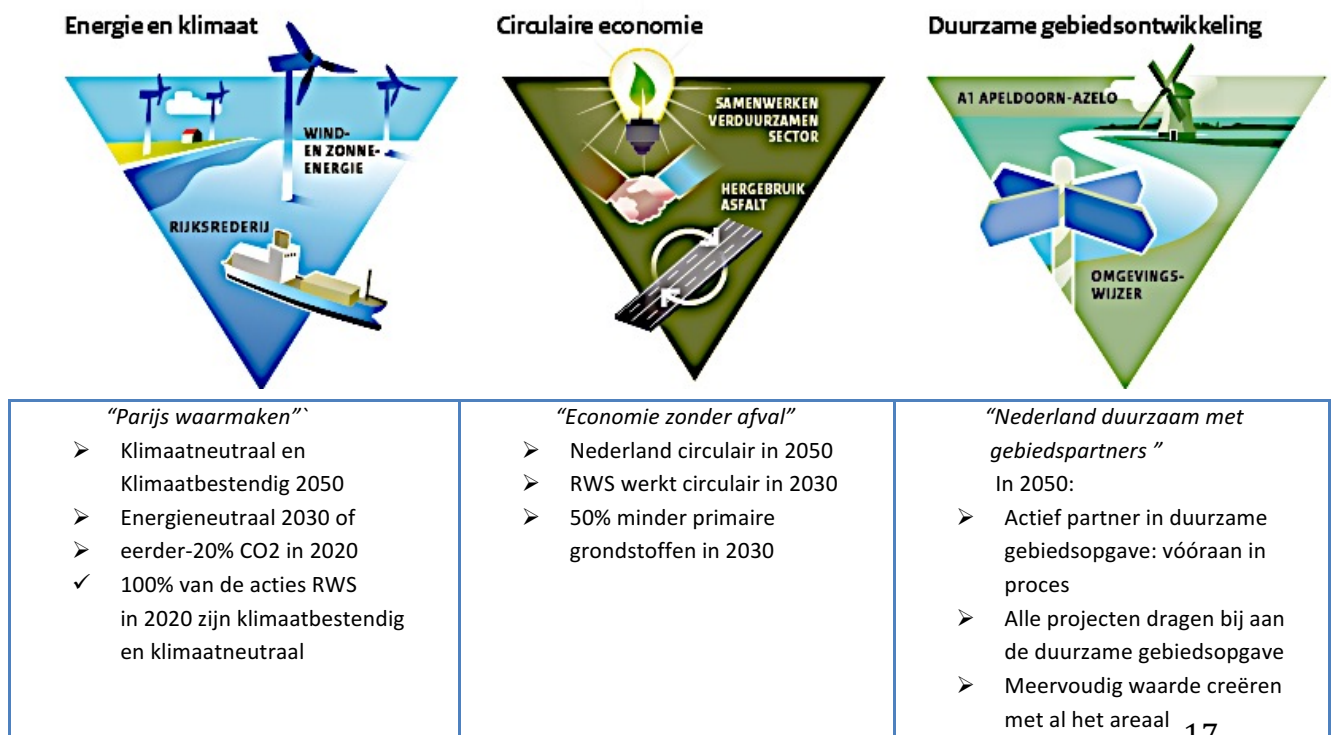 Energie en klimaat
WIND-
EN ZONNE-
ENERGIE
RIJKSREDERIJ
Circulaire economie
SAMENWERKEN
VERDUURZAMEN
SECTOR
HERGEBRUIK
ASFALT
Duurzame gebiedsontwikkeling
A1 APELDOORN-AZELO
OMGEVINGS-
WIJZER
“Parijs waarmaken”`
➢ Klimaatneutraal en
Klimaatbestendig 2050
➢ Energieneutraal 2030 of
➢ eerder-20% CO2 in 2020
✓ 100% van de acties RWS
in 2020 zijn klimaatbestendig
en klimaatneutraal
“Economie zonder afval”
➢ Nederland circulair in 2050
➢ RWS werkt circulair in 2030
➢ 50% minder primaire
grondstoffen in 2030
“Nederland duurzaam met
gebiedspartners ”
In 2050:
➢ Actief partner in duurzame
gebiedsopgave: vóóraan in
proces
➢ Alle projecten dragen bij aan
de duurzame gebiedsopgave
➢ Meervoudig waarde creëren
met al het areaal
17